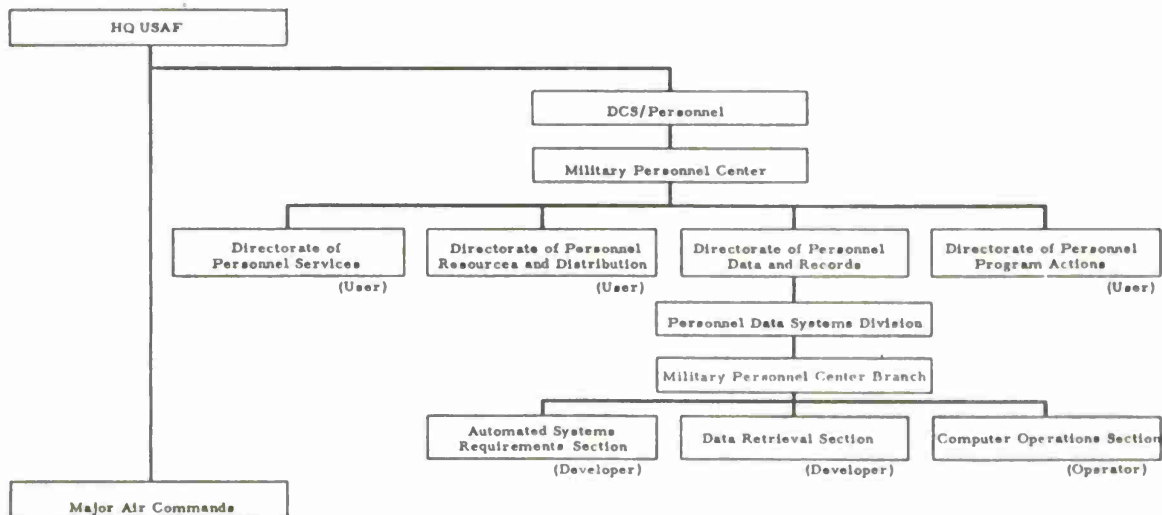 HQ USAF
DCS/Personnel
Military Personnel Center
Directorate of
Personnel Services
(User)
Directorate of Personnel
Resources and Distribution
(User)
Directorate of Personnel
Data and Records
Directorate of Personnel
Program Actions
(User)
Personnel Data Systems Division
Military Personnel Center Branch
Automated Systems
Requirements Section
(Developer)
Data Retrieval Section
(Developer)
Computer Operations Section
(Operator)
Major Air Commands